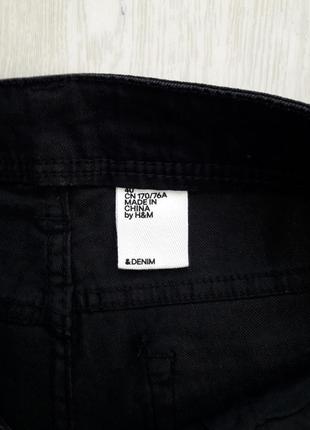 40
CN 170/76A
MADE IN
CHINA
by H&M
&DENIM